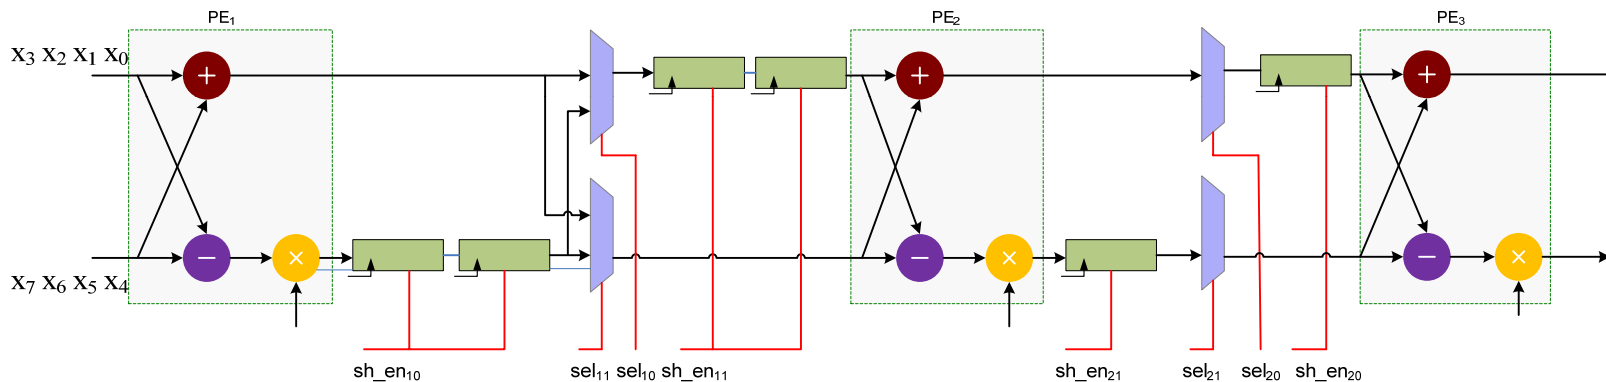 PE₁ PE₂ PE₃
X₃ X₂ X₁ X₀
+ + +
− × − × − ×
X₇ X₆ X₅ X₄
sh_en₁₀ sel₁₁ sel₁₀ sh_en₁₁ sh_en₂₁ sel₂₁ sel₂₀ sh_en₂₀